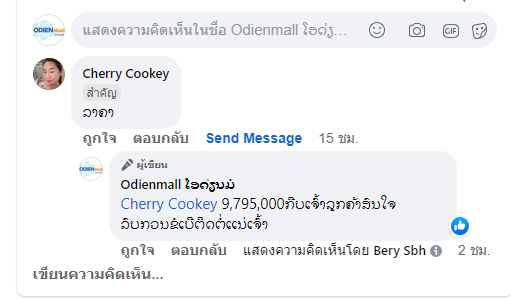 แสดงความคิดเห็นในชื่อ Odienmall ໂອດ່ຽ...
GIF
Cherry Cookey
สำคัญ
ລາຄາ
ถูกใจ ตอบกลับ Send Message 15 ชม.
ผู้เขียน
Odienmall ໂອດ່ຽນມໍ
Cherry Cookey 9,795,000ກີບເຈົ້າລູກຄ້າສົນໃຈ
ລົບກວນຂໍເບີຕິດຕໍ່ແນ່ເຈົ້າ
ถูกใจ ตอบกลับ แสดงความคิดเห็นโดย Bery Sbh 2 ชม.
เขียนความคิดเห็น...